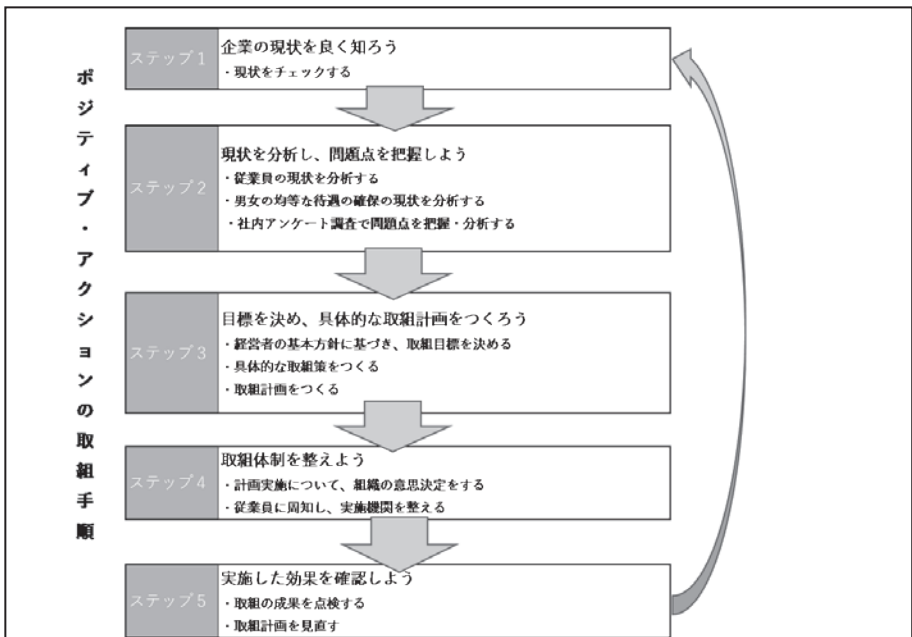 ポジティブ・アクションの取組手順
ステップ1
企業の現状を良く知ろう
・現状をチェックする
ステップ2
現状を分析し、問題点を把握しよう
・従業員の現状を分析する
・男女の均等な待遇の確保の現状を分析する
・社内アンケート調査で問題点を把握・分析する
ステップ3
目標を決め、具体的な取組計画をつくろう
・経営者の基本方針に基づき、取組目標を決める
・具体的な取組策をつくる
・取組計画をつくる
ステップ4
取組体制を整えよう
・計画実施について、組織の意思決定をする
・従業員に周知し、実施機関を整える
ステップ5
実施した効果を確認しよう
・取組の成果を点検する
・取組計画を見直す